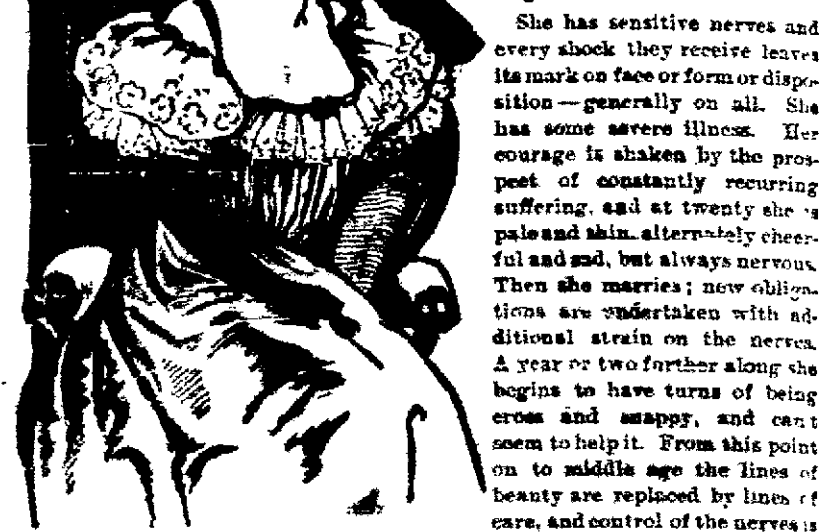 She has sensitive nerves and
every shock they receive leaves
its mark on face or form or dispo-
sition—generally on all. She
has some severe illness. Her
courage is shaken by the pros-
pect of constantly recurring
suffering, and at twenty she is
pale and thin, alternately cheer-
ful and sad, but always nervous.
Then she marries; new obliga-
tions are undertaken with ad-
ditional strain on the nerves.
A year or two further along she
begins to have turns of being
cross and snappy, and can't
seem to help it. From this point
on to middle age the lines of
beauty are replaced by lines of
care, and control of the nerves is